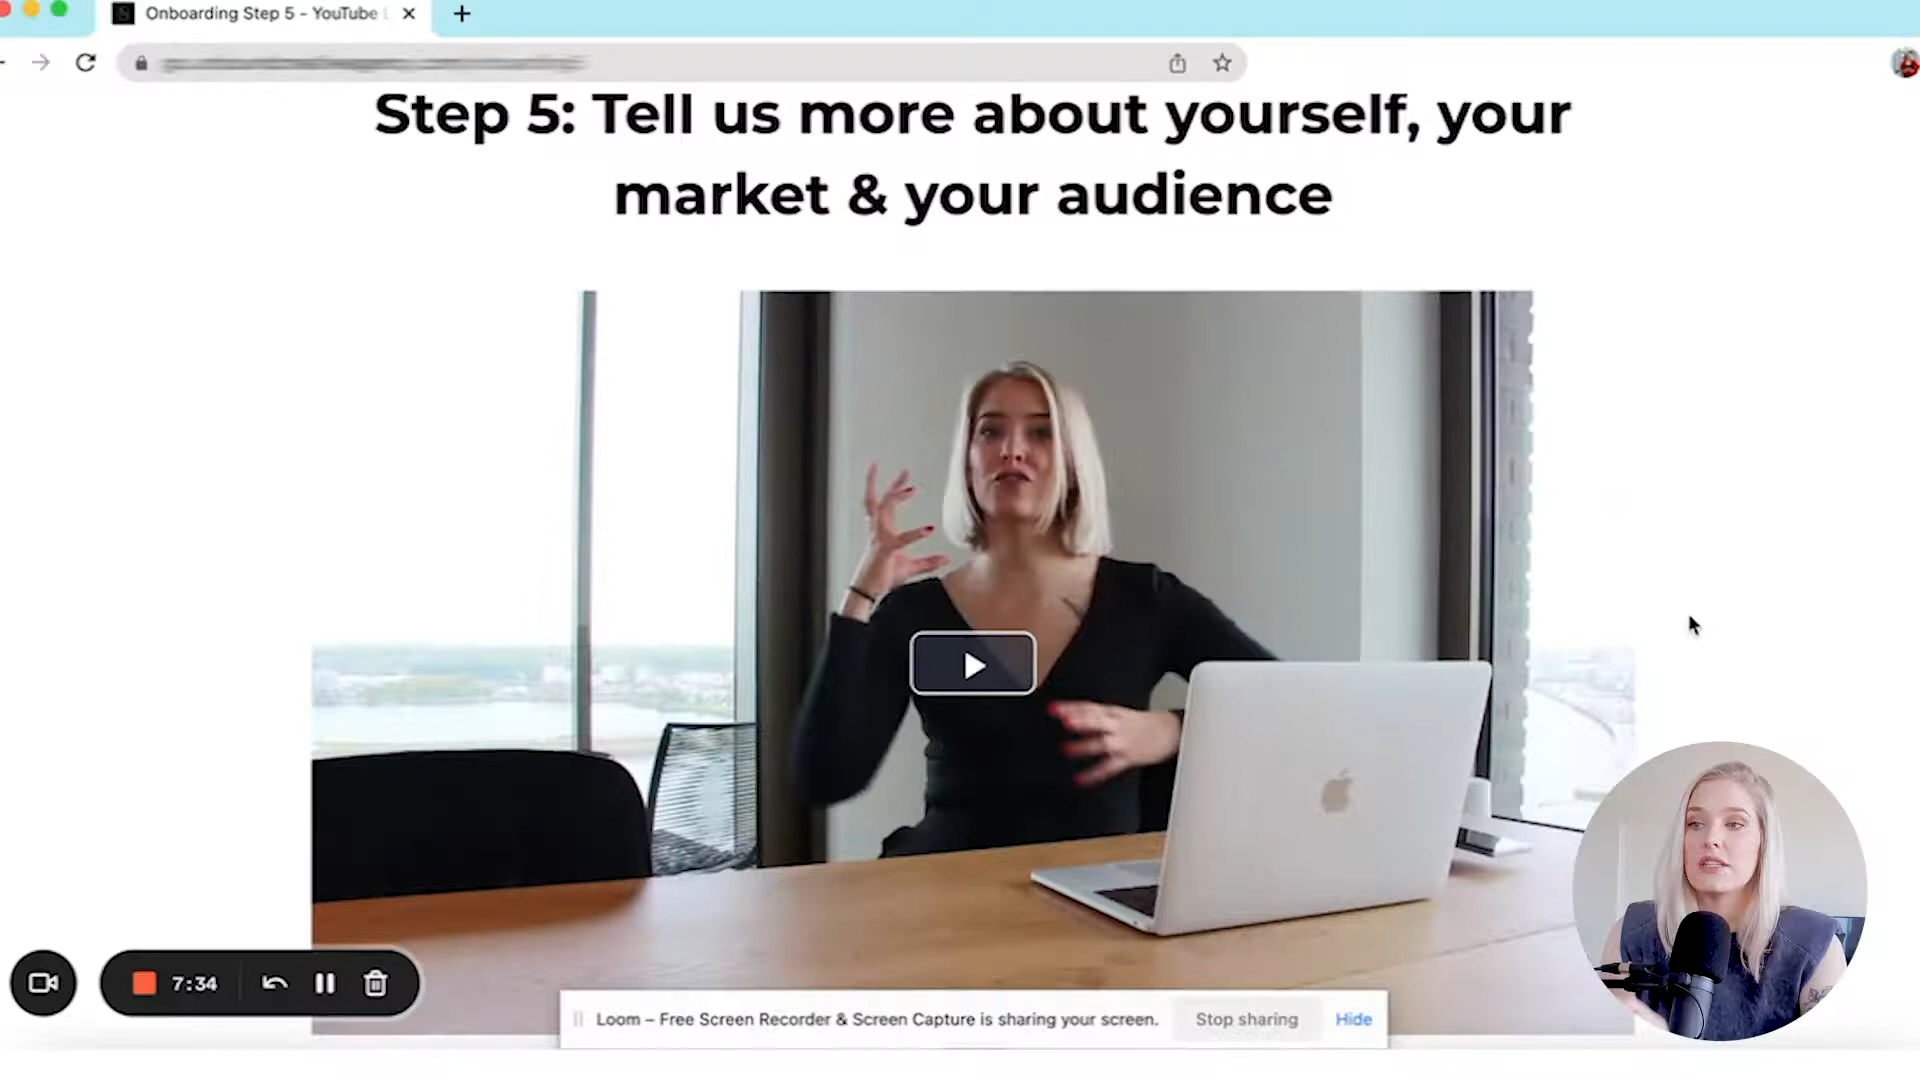 Onboarding Step 5 - YouTube
Step 5: Tell us more about yourself, your
market & your audience
7:34
Loom – Free Screen Recorder & Screen Capture is sharing your screen.
Stop sharing
Hide